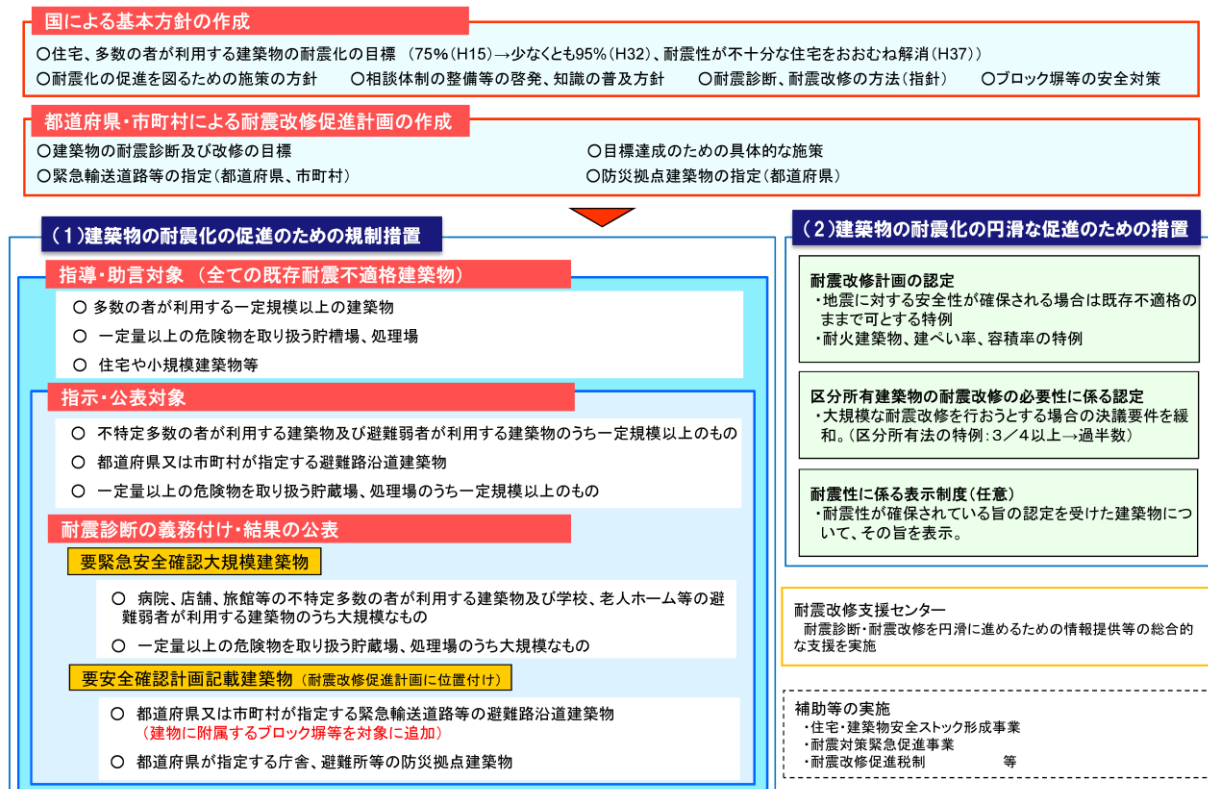 国による基本方針の作成
○住宅、多数の者が利用する建築物の耐震化の目標 (75%(H15)→少なくとも95%(H32)、耐震性が不十分な住宅をおおむね解消(H37))
○耐震化の促進を図るための施策の方針 ○相談体制の整備等の啓発、知識の普及方針 ○耐震診断、耐震改修の方法(指針) ○ブロック塀等の安全対策
都道府県・市町村による耐震改修促進計画の作成
○建築物の耐震診断及び改修の目標 ○目標達成のための具体的な施策
○緊急輸送道路等の指定(都道府県、市町村) ○防災拠点建築物の指定(都道府県)
(1)建築物の耐震化の促進のための規制措置
指導・助言対象 (全ての既存耐震不適格建築物)
○ 多数の者が利用する一定規模以上の建築物
○ 一定量以上の危険物を取り扱う貯槽場、処理場
○ 住宅や小規模建築物等
指示・公表対象
○ 不特定多数の者が利用する建築物及び避難弱者が利用する建築物のうち一定規模以上のもの
○ 都道府県又は市町村が指定する避難路沿道建築物
○ 一定量以上の危険物を取り扱う貯蔵場、処理場のうち一定規模以上のもの
耐震診断の義務付け・結果の公表
要緊急安全確認大規模建築物
○ 病院、店舗、旅館等の不特定多数の者が利用する建築物及び学校、老人ホーム等の避
難弱者が利用する建築物のうち大規模なもの
○ 一定量以上の危険物を取り扱う貯蔵場、処理場のうち大規模なもの
要安全確認計画記載建築物 (耐震改修促進計画に位置付け)
○ 都道府県又は市町村が指定する緊急輸送道路等の避難路沿道建築物
(建物に附属するブロック塀等を対象に追加)
○ 都道府県が指定する庁舎、避難所等の防災拠点建築物
(2)建築物の耐震化の円滑な促進のための措置
耐震改修計画の認定
・地震に対する安全性が確保される場合は既存不適格の
ままで可とする特例
・耐火建築物、建ぺい率、容積率の特例
区分所有建築物の耐震改修の必要性に係る認定
・大規模な耐震改修を行おうとする場合の決議要件を緩
和。(区分所有法の特例:3/4以上→過半数)
耐震性に係る表示制度(任意)
・耐震性が確保されている旨の認定を受けた建築物につ
いて、その旨を表示。
耐震改修支援センター
耐震診断・耐震改修を円滑に進めるための情報提供等の総合的
な支援を実施
補助等の実施
・住宅・建築物安全ストック形成事業
・耐震対策緊急促進事業
・耐震改修促進税制 等